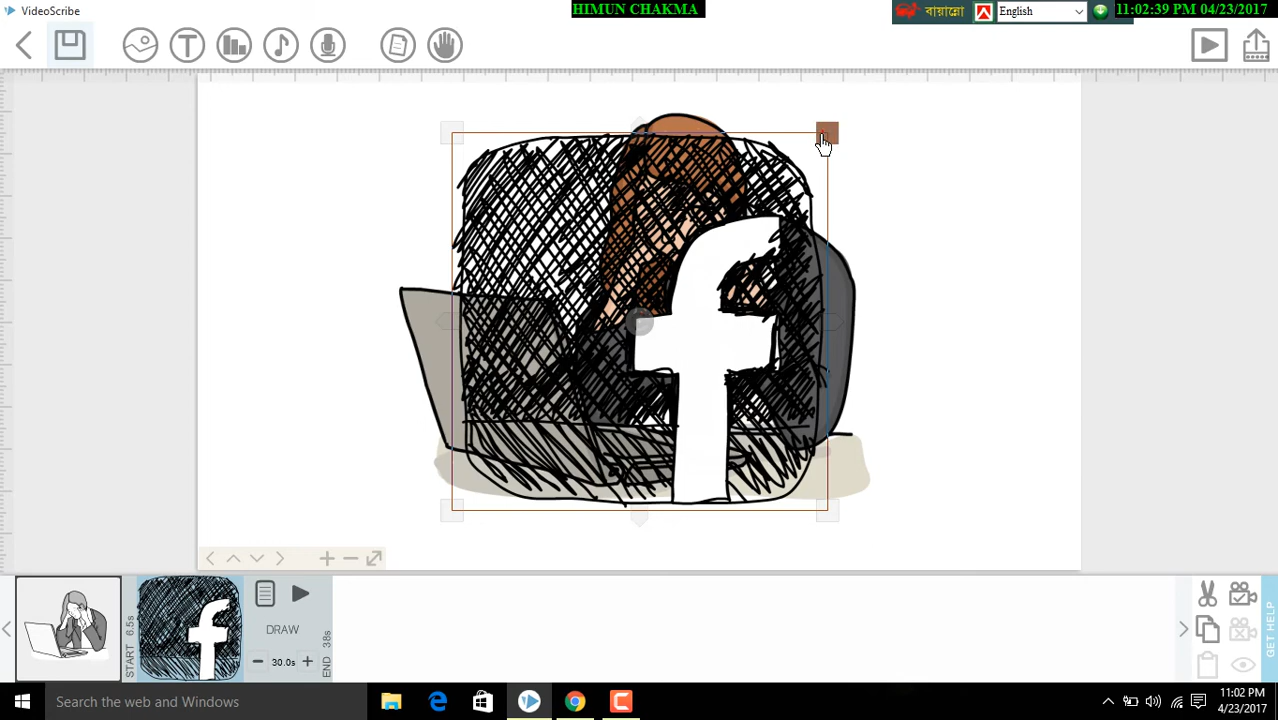 VideoScribe
HIMUN CHAKMA
বায়ান্নো
English
11:02:39 PM 04/23/2017
START 6.5s
DRAW
30.0s
END 38s
GET HELP
Search the web and Windows
11:02 PM
4/23/2017